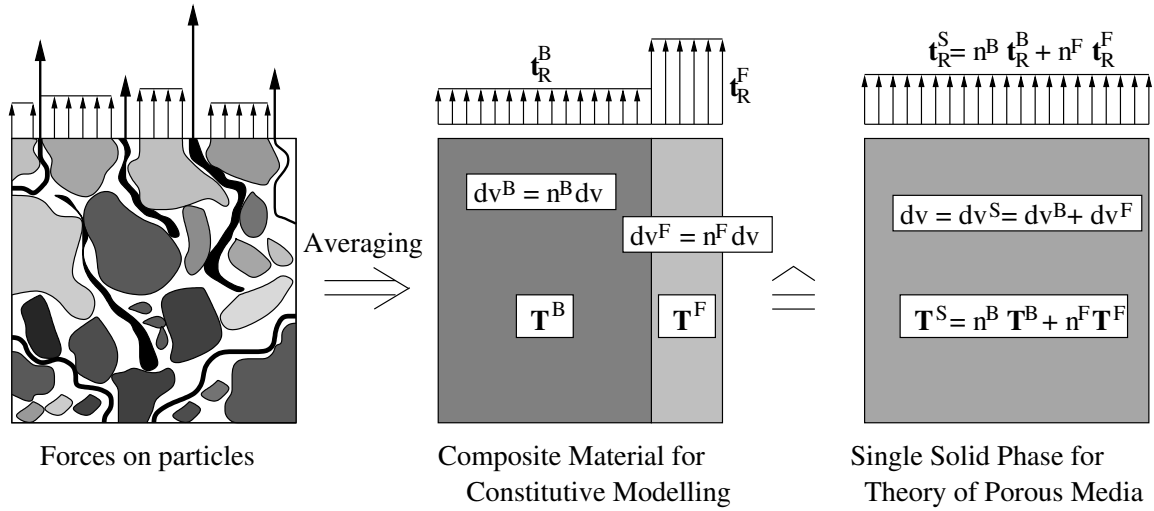 t_R^B
t_R^F
t_R^S = n^B t_R^B + n^F t_R^F
dv^B = n^B dv
dv^F = n^F dv
dv = dv^S = dv^B + dv^F
Averaging
T^B
T^F
T^S = n^B T^B + n^F T^F
Forces on particles
Composite Material for
Constitutive Modelling
Single Solid Phase for
Theory of Porous Media